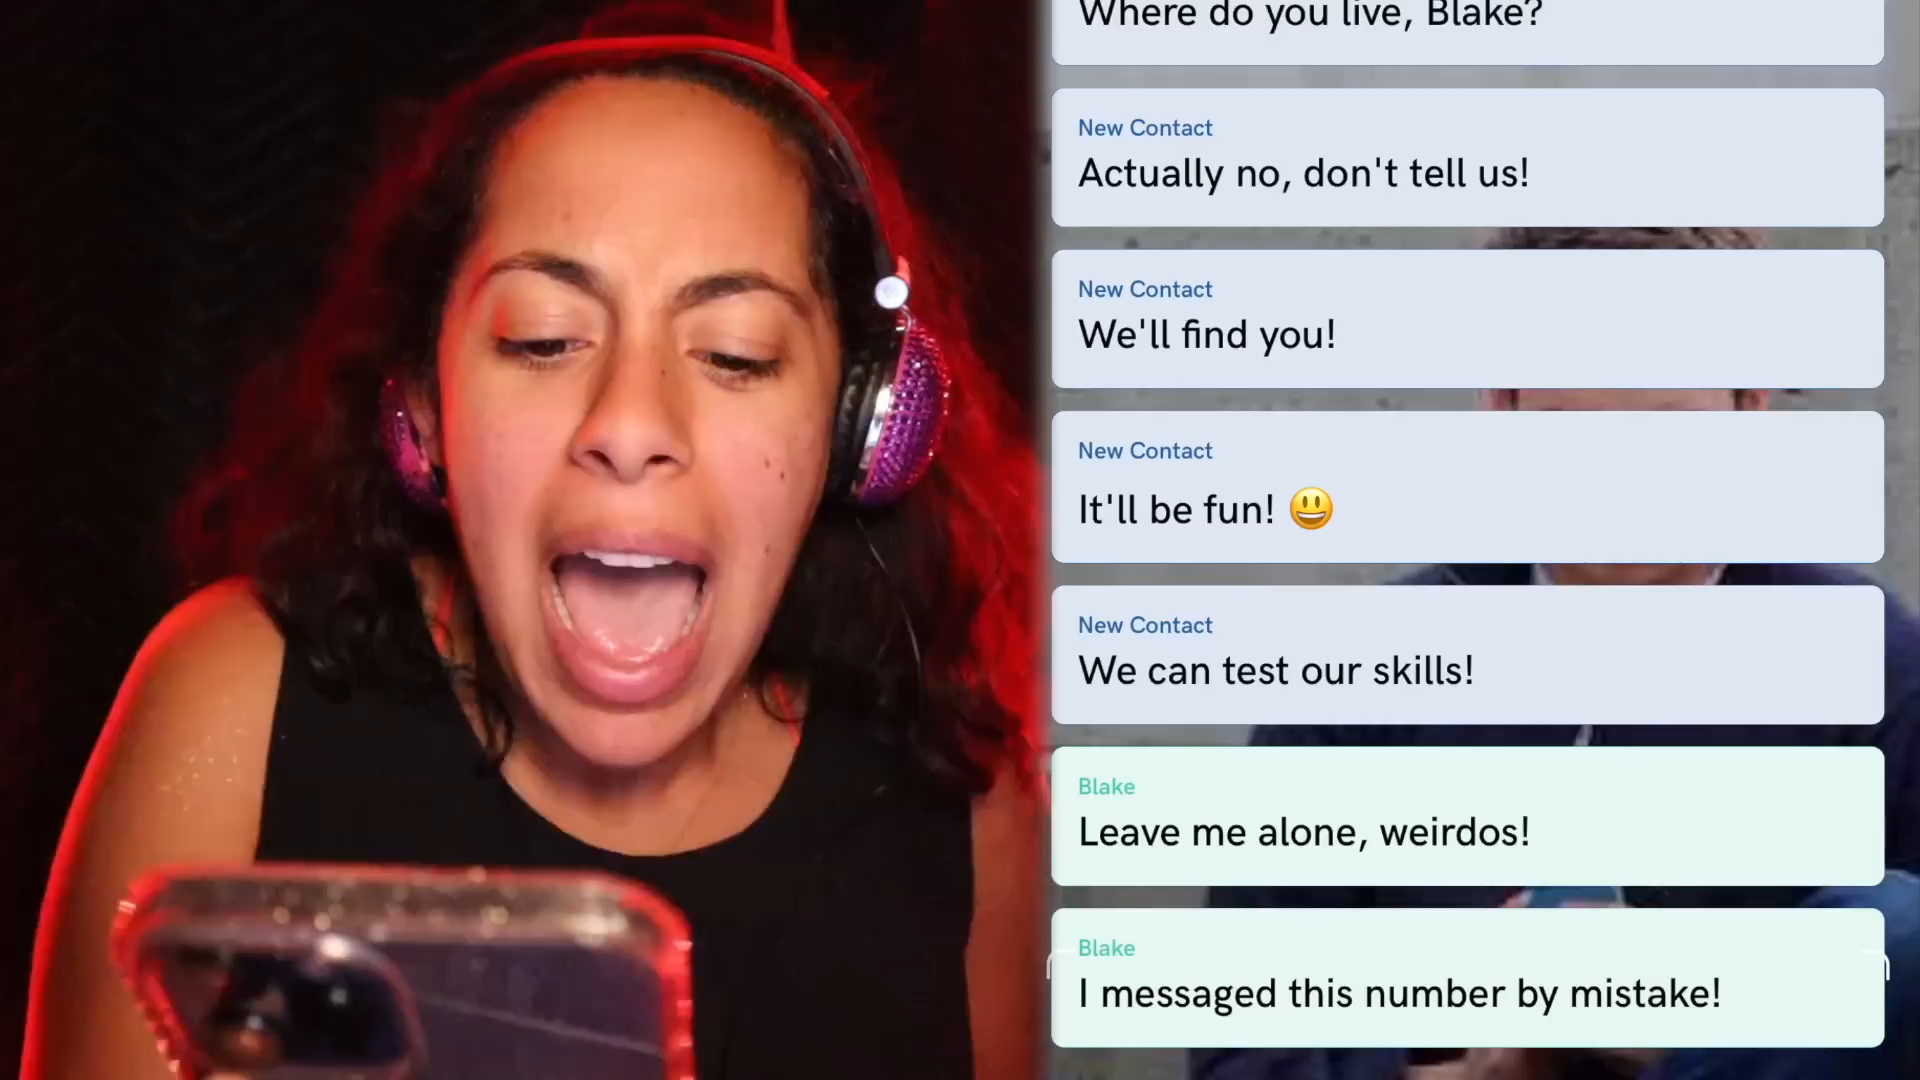 Where do you live, Blake?
New Contact
Actually no, don't tell us!
New Contact
We'll find you!
New Contact
It'll be fun! 😃
New Contact
We can test our skills!
Blake
Leave me alone, weirdos!
Blake
I messaged this number by mistake!